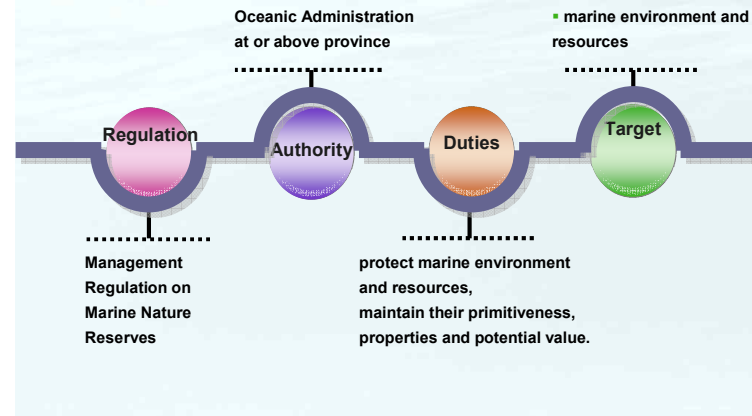 Oceanic Administration
at or above province
▪ marine environment and
resources
Regulation
Authority
Duties
Target
Management
Regulation on
Marine Nature
Reserves
protect marine environment
and resources,
maintain their primitiveness,
properties and potential value.